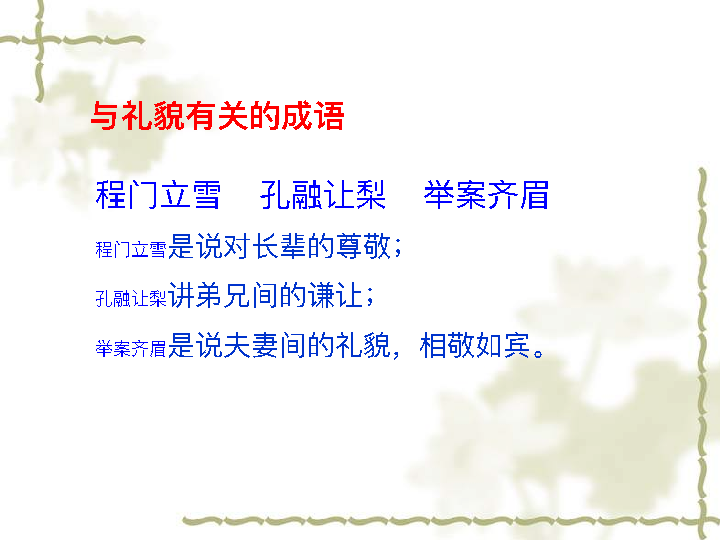 与礼貌有关的成语
程门立雪 孔融让梨 举案齐眉
程门立雪是说对长辈的尊敬；
孔融让梨讲弟兄间的谦让；
举案齐眉是说夫妻间的礼貌，相敬如宾。